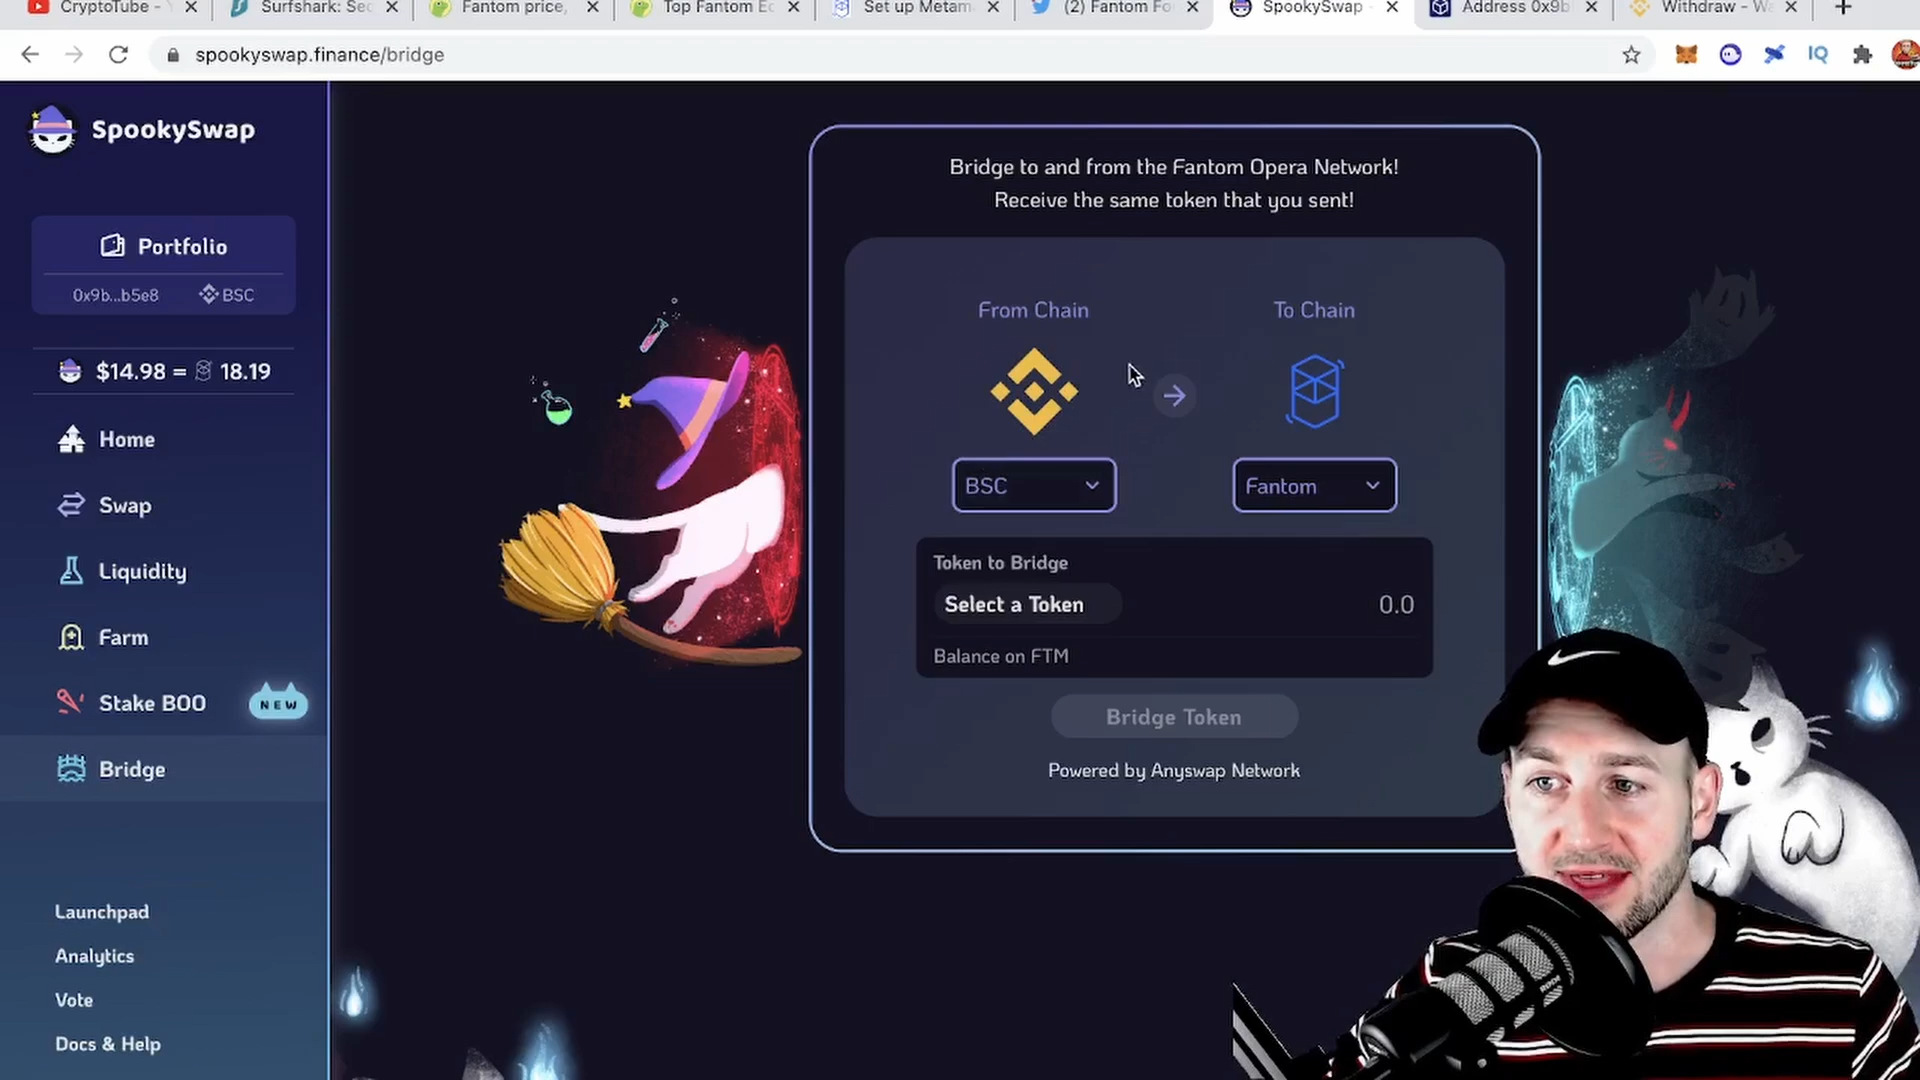 CryptoTube -
Surfshark: Sec
Fantom price,
Top Fantom Ec
Set up Metam
(2) Fantom Fo
SpookySwap -
Address 0x9b
Withdraw - Wa
spookyswap.finance/bridge
IQ
SpookySwap
Portfolio
0x9b...b5e8 BSC
$14.98 = 18.19
Home
Swap
Liquidity
Farm
Stake BOO NEW
Bridge
Launchpad
Analytics
Vote
Docs & Help
Bridge to and from the Fantom Opera Network!
Receive the same token that you sent!
From Chain
To Chain
BSC
Fantom
Token to Bridge
Select a Token
0.0
Balance on FTM
Bridge Token
Powered by Anyswap Network